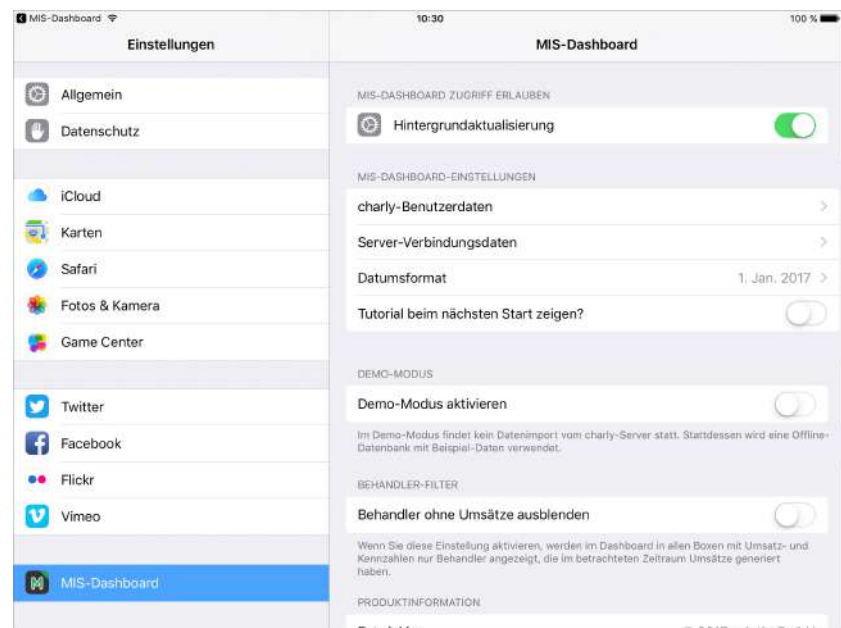 MIS-Dashboard
10:30
100 %
Einstellungen
MIS-Dashboard
Allgemein
Datenschutz
iCloud
Karten
Safari
Fotos & Kamera
Game Center
Twitter
Facebook
Flickr
Vimeo
MIS-Dashboard
MIS-DASHBOARD ZUGRIFF ERLAUBEN
Hintergrundaktualisierung
MIS-DASHBOARD-EINSTELLUNGEN
charly-Benutzerdaten
Server-Verbindungsdaten
Datumsformat
1. Jan. 2017
Tutorial beim nächsten Start zeigen?
DEMO-MODUS
Demo-Modus aktivieren
Im Demo-Modus findet kein Datenimport vom charly-Server statt. Stattdessen wird eine Offline-
Datenbank mit Beispiel-Daten verwendet.
BEHANDLER-FILTER
Behandler ohne Umsätze ausblenden
Wenn Sie diese Einstellung aktivieren, werden im Dashboard in allen Boxen mit Umsatz- und
Kennzahlen nur Behandler angezeigt, die im betrachteten Zeitraum Umsätze generiert
haben.
PRODUKTINFORMATION